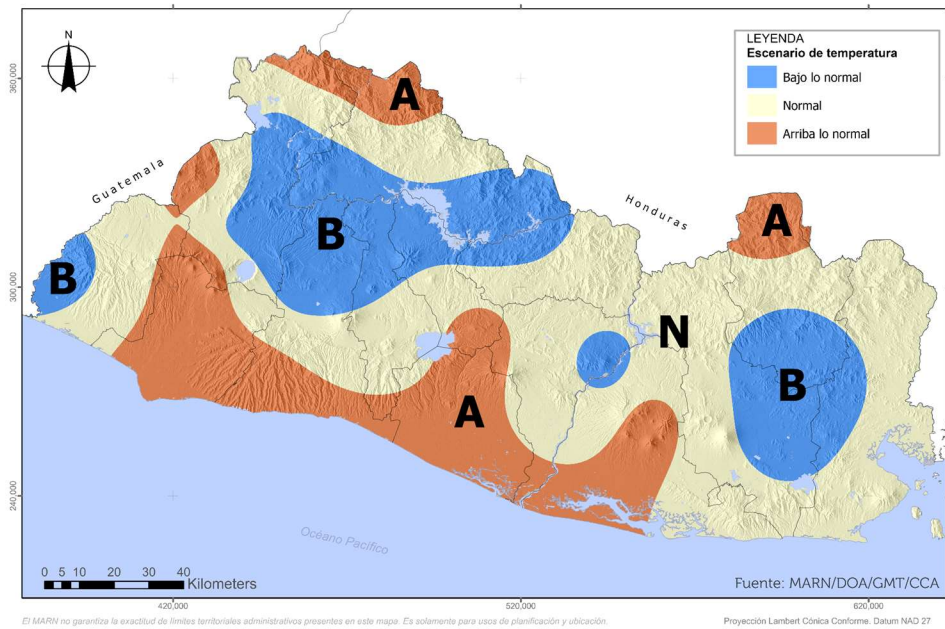 N
LEYENDA
Escenario de temperatura
Bajo lo normal
Normal
Arriba lo normal
360,000
300,000
240,000
Guatemala
Honduras
A
B
A
B
N
A
B
Océano Pacífico
0 5 10 20 30 40
Kilometers
Fuente: MARN/DOA/GMT/CCA
420,000
520,000
620,000
El MARN no garantiza la exactitud de límites territoriales administrativos presentes en este mapa. Es solamente para usos de planificación y ubicación.
Proyección Lambert Cónica Conforme. Datum NAD 27